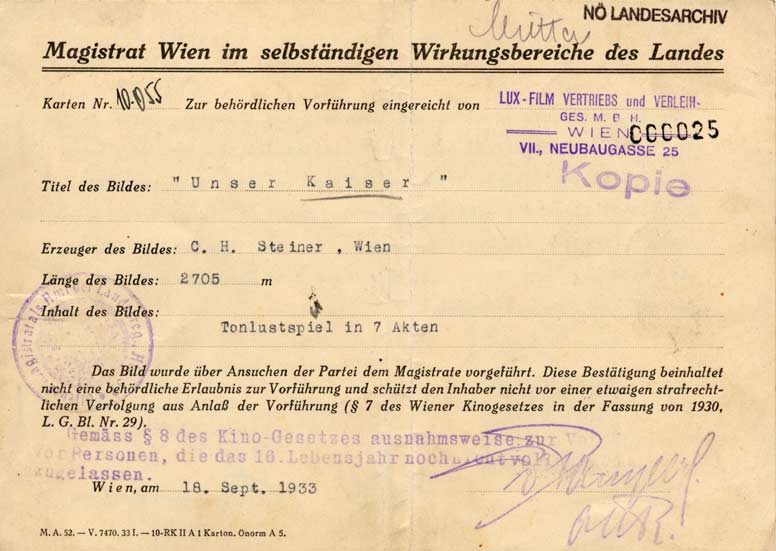 NÖ LANDESARCHIV
Magistrat Wien im selbständigen Wirkungsbereiche des Landes
Karten Nr. 10.055 Zur behördlichen Vorführung eingereicht von
LUX-FILM VERTRIEBS und VERLEIH-
GES. M. B. H.
WIEN 000025
VII., NEUBAUGASSE 25
Kopie
Titel des Bildes: "Unser Kaiser"
Erzeuger des Bildes: C. H. Steiner, Wien
Länge des Bildes: 2705 m
Inhalt des Bildes:
Tonlustspiel in 7 Akten
Das Bild wurde über Ansuchen der Partei dem Magistrate vorgeführt. Diese Bestätigung beinhaltet
nicht eine behördliche Erlaubnis zur Vorführung und schützt den Inhaber nicht vor einer etwaigen strafrecht-
lichen Verfolgung aus Anlaß der Vorführung (§ 7 des Wiener Kinogesetzes in der Fassung von 1930,
L. G. Bl. Nr. 29).
Gemäss § 8 des Kino-Gesetzes ausnahmsweise zur
vor Personen, die das 16. Lebensjahr noch nicht
zugelassen.
Wien, am 18. Sept. 1933
M. A. 52. — V. 7470. 33 I. — 10-RK II A 1 Karton. Önorm A 5.